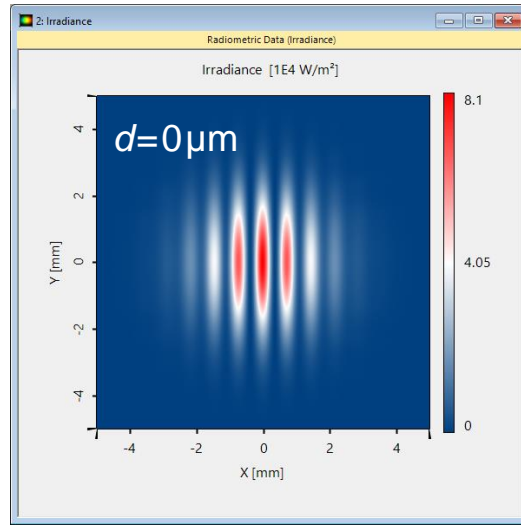 2: Irradiance
Radiometric Data (Irradiance)
Irradiance [1E4 W/m²]
d=0µm
8.1
4.05
0
4
2
0
-2
-4
Y [mm]
-4
-2
0
2
4
X [mm]